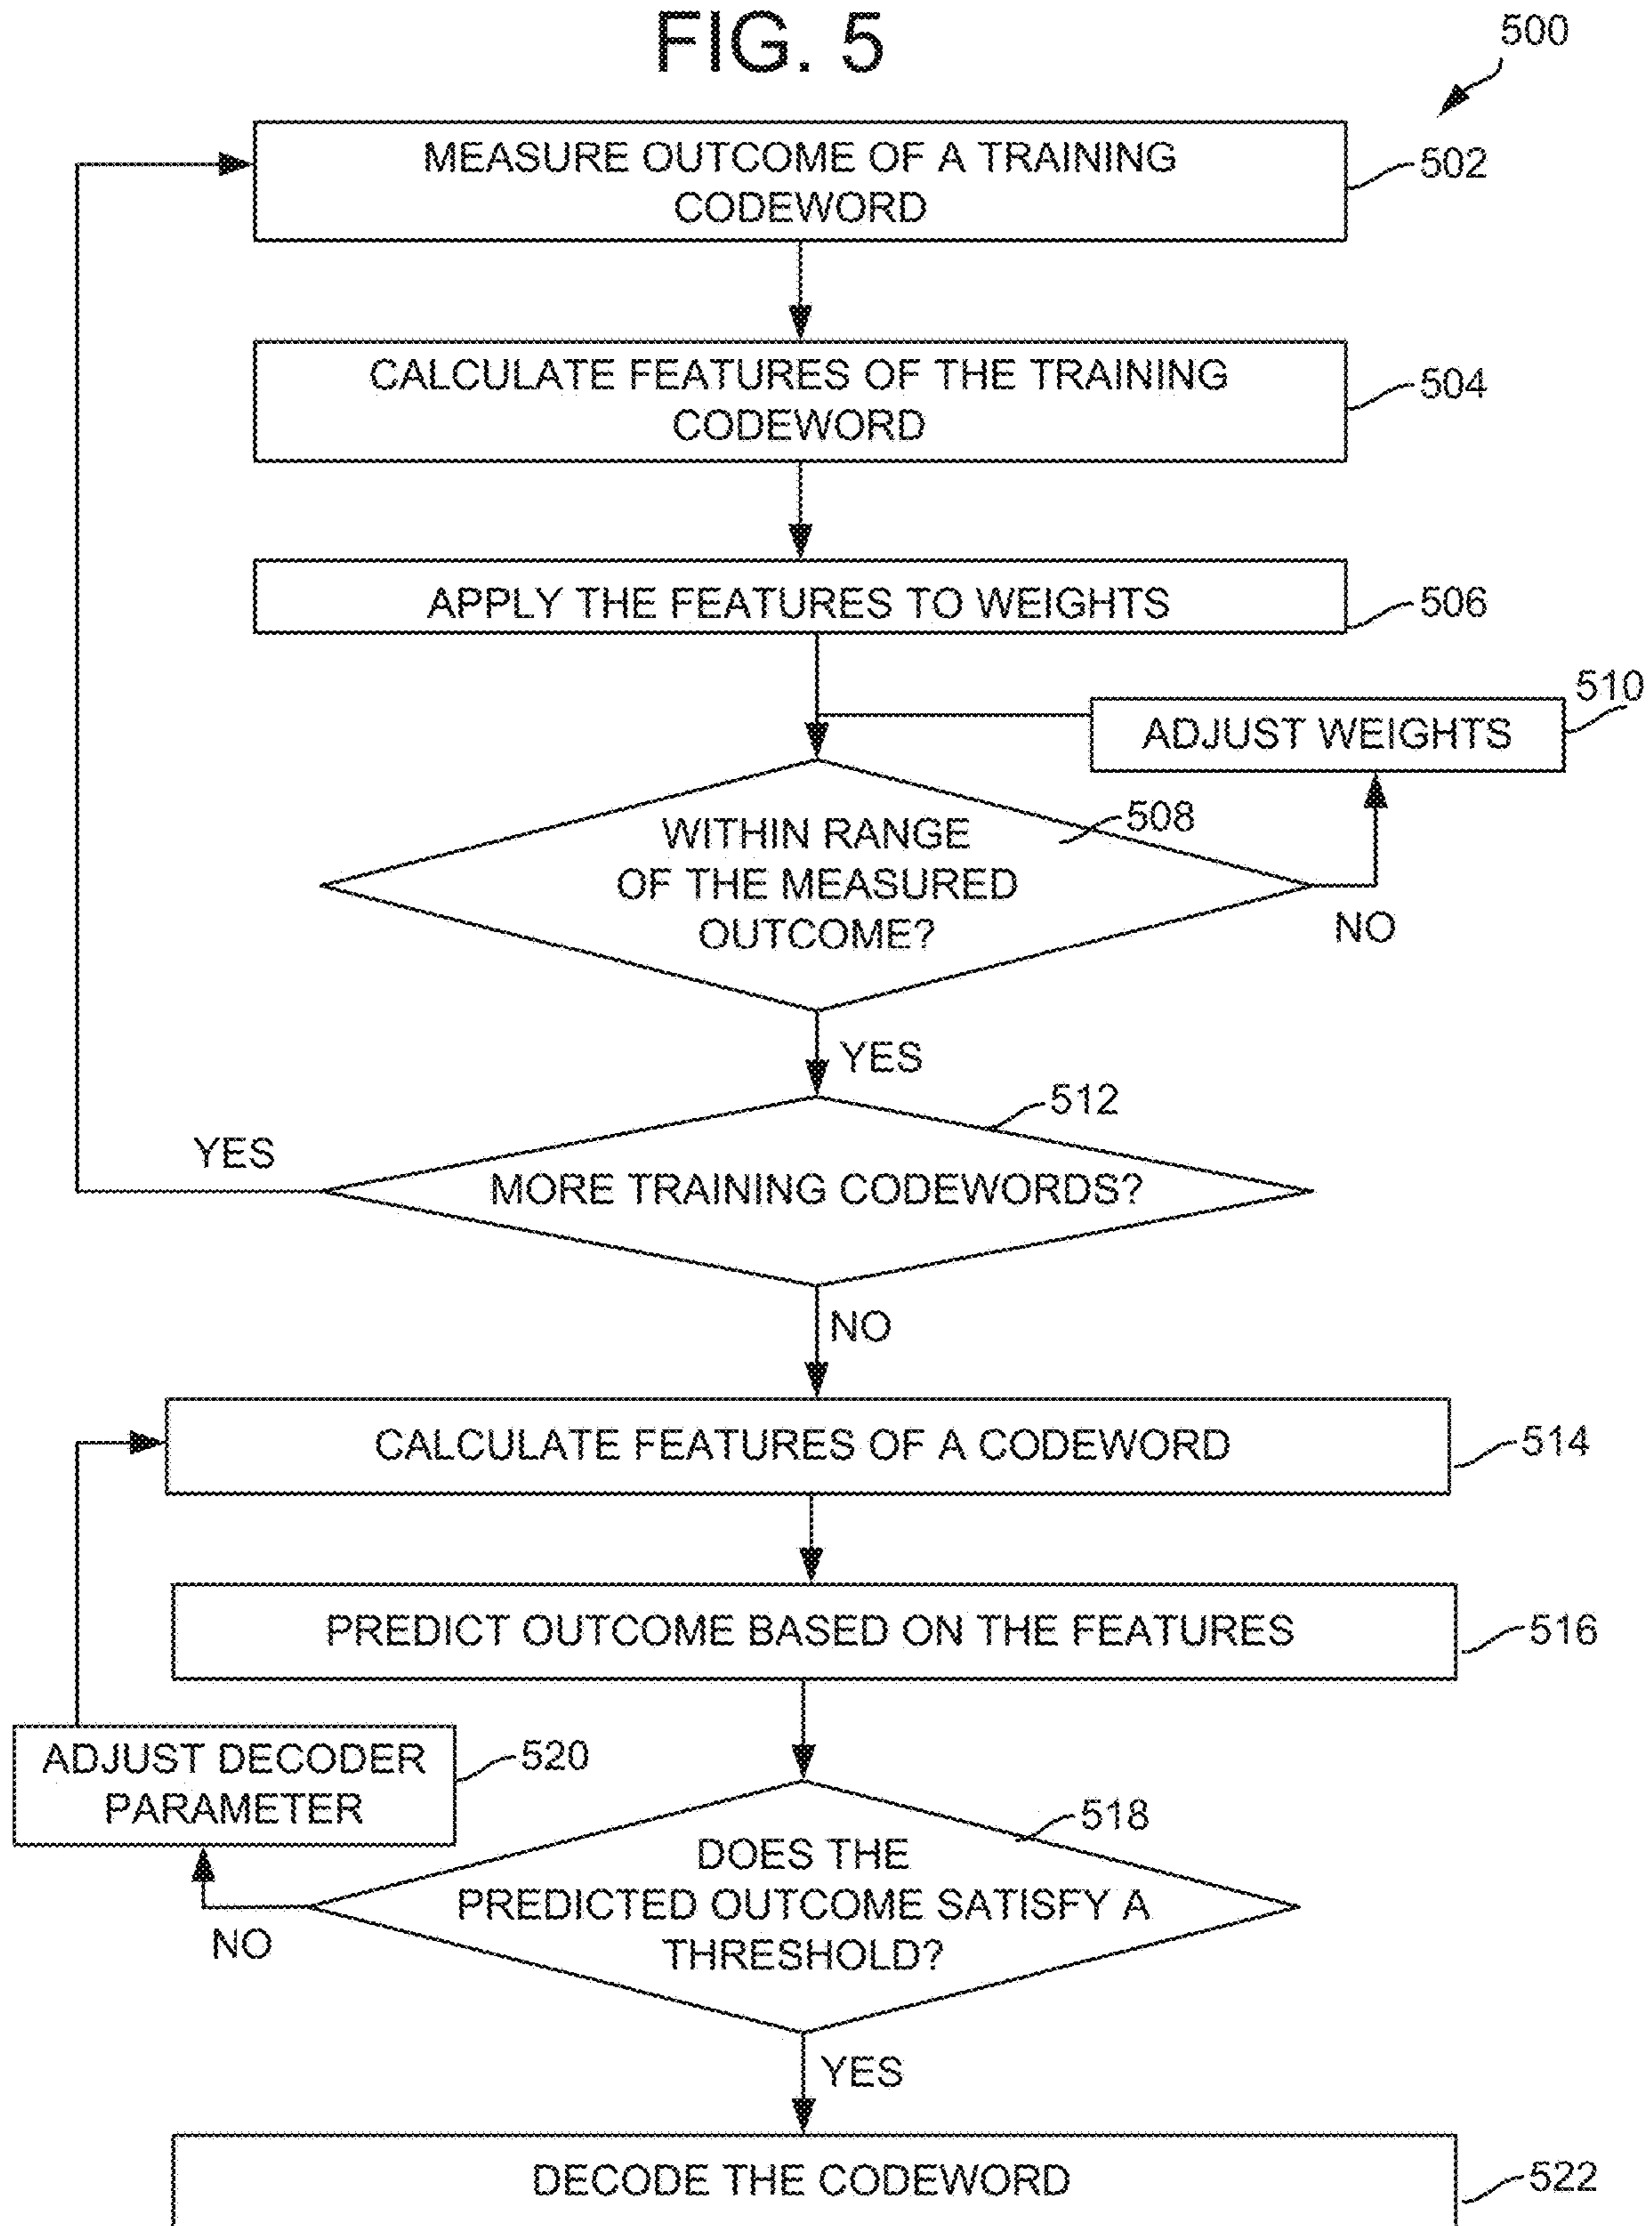 FIG. 5
500
MEASURE OUTCOME OF A TRAINING
CODEWORD
502
CALCULATE FEATURES OF THE TRAINING
CODEWORD
504
APPLY THE FEATURES TO WEIGHTS
506
510
ADJUST WEIGHTS
508
WITHIN RANGE
OF THE MEASURED
OUTCOME?
NO
YES
512
YES
MORE TRAINING CODEWORDS?
NO
CALCULATE FEATURES OF A CODEWORD
514
PREDICT OUTCOME BASED ON THE FEATURES
516
ADJUST DECODER
PARAMETER
520
518
DOES THE
PREDICTED OUTCOME SATISFY A
THRESHOLD?
NO
YES
DECODE THE CODEWORD
522